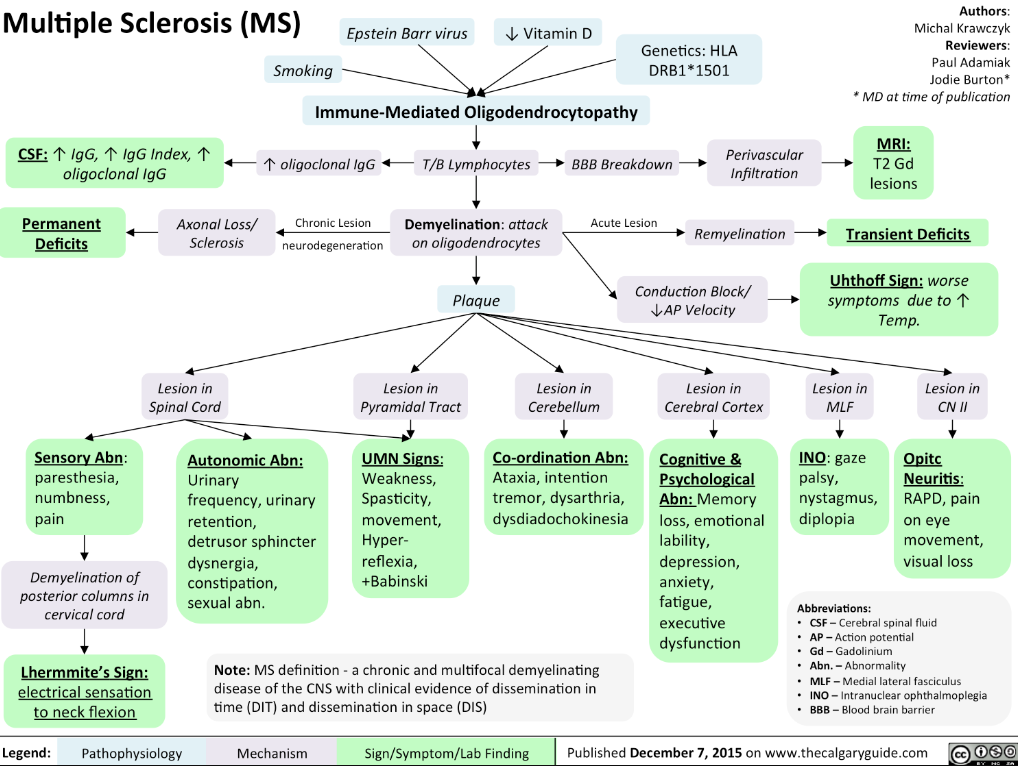 Multiple Sclerosis (MS)
Authors:
Michal Krawczyk
Reviewers:
Paul Adamiak
Jodie Burton*
* MD at time of publication
Epstein Barr virus
↓ Vitamin D
Smoking
Genetics: HLA
DRB1*1501
Immune-Mediated Oligodendrocytopathy
CSF: ↑ IgG, ↑ IgG Index, ↑
oligoclonal IgG
↑ oligoclonal IgG
T/B Lymphocytes
BBB Breakdown
Perivascular
Infiltration
MRI:
T2 Gd
lesions
Permanent
Deficits
Axonal Loss/
Sclerosis
Chronic Lesion
neurodegeneration
Demyelination: attack
on oligodendrocytes
Acute Lesion
Remyelination
Transient Deficits
Plaque
Conduction Block/
↓AP Velocity
Uhthoff Sign: worse
symptoms due to ↑
Temp.
Lesion in
Spinal Cord
Lesion in
Pyramidal Tract
Lesion in
Cerebellum
Lesion in
Cerebral Cortex
Lesion in
MLF
Lesion in
CN II
Sensory Abn:
paresthesia,
numbness,
pain
Autonomic Abn:
Urinary
frequency, urinary
retention,
detrusor sphincter
dysnergia,
constipation,
sexual abn.
UMN Signs:
Weakness,
Spasticity,
movement,
Hyper-
reflexia,
+Babinski
Co-ordination Abn:
Ataxia, intention
tremor, dysarthria,
dysdiadochokinesia
Cognitive &
Psychological
Abn: Memory
loss, emotional
lability,
depression,
anxiety,
fatigue,
executive
dysfunction
INO: gaze
palsy,
nystagmus,
diplopia
Opitc
Neuritis:
RAPD, pain
on eye
movement,
visual loss
Demyelination of
posterior columns in
cervical cord
Lhermmite's Sign:
electrical sensation
to neck flexion
Note: MS definition - a chronic and multifocal demyelinating
disease of the CNS with clinical evidence of dissemination in
time (DIT) and dissemination in space (DIS)
Abbreviations:
• CSF – Cerebral spinal fluid
• AP – Action potential
• Gd – Gadolinium
• Abn. – Abnormality
• MLF – Medial lateral fasciculus
• INO – Intranuclear ophthalmoplegia
• BBB – Blood brain barrier
Legend:
Pathophysiology
Mechanism
Sign/Symptom/Lab Finding
Published December 7, 2015 on www.thecalgaryguide.com
cc
BY NC SA